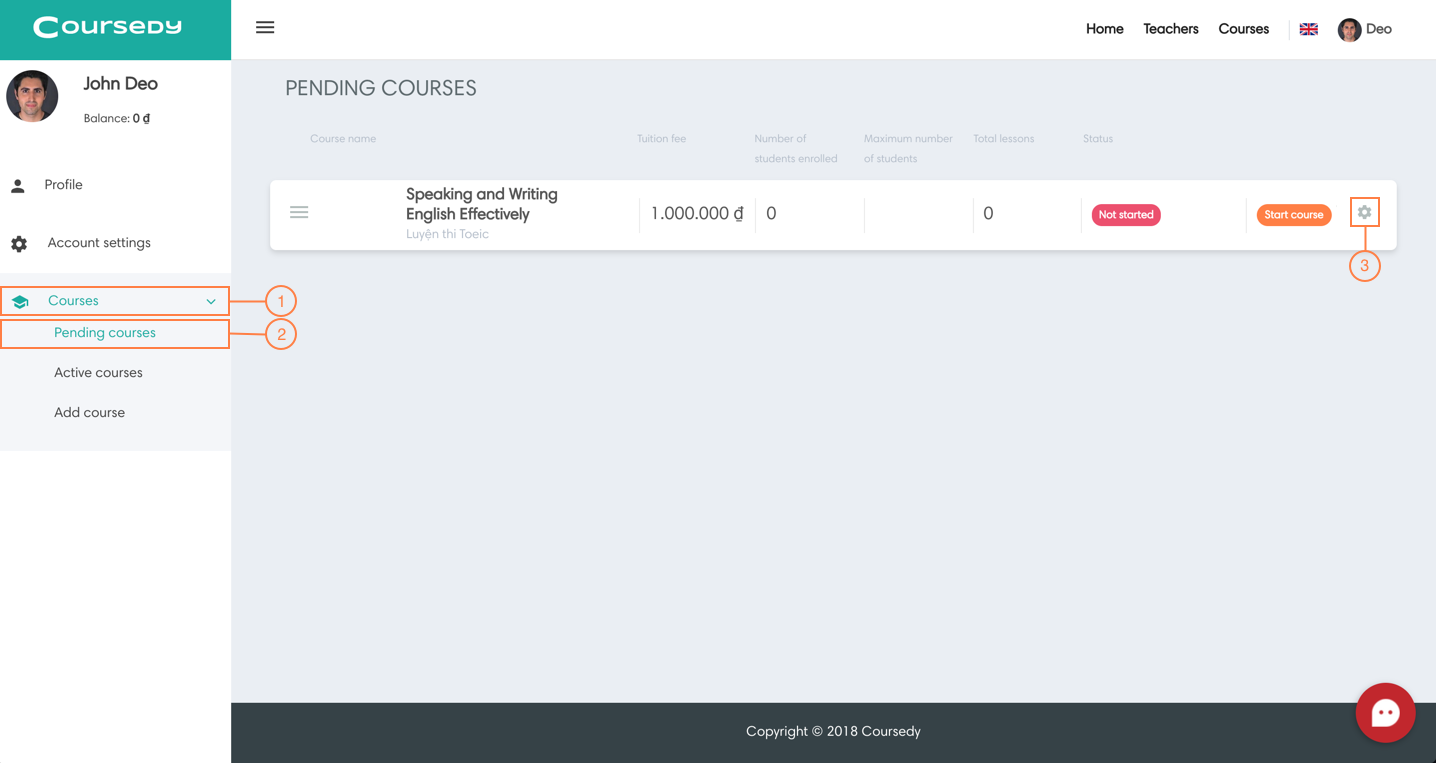 COURSEDY
Home Teachers Courses Deo
John Deo
Balance: 0 ₫
Profile
Account settings
Courses 1
Pending courses 2
Active courses
Add course
PENDING COURSES
Course name Tuition fee Number of students enrolled Maximum number of students Total lessons Status
Speaking and Writing
English Effectively
Luyện thi Toeic
1.000.000 ₫ 0 0 Not started Start course
3
Copyright © 2018 Coursedy